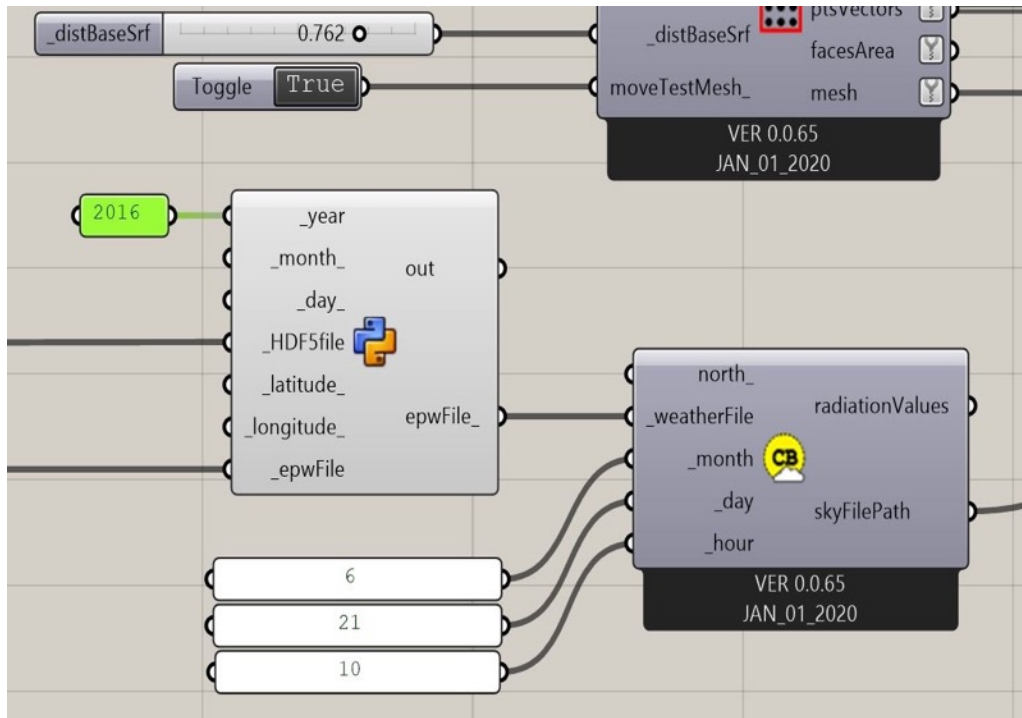 _distBaseSrf
0.762
Toggle
True
_distBaseSrf
moveTestMesh_
ptsVectors
facesArea
mesh
VER 0.0.65
JAN_01_2020
2016
_year
_month_
_day_
_HDF5file
_latitude_
_longitude_
_epwFile
out
epwFile_
north_
_weatherFile
_month
_day
_hour
CB
radiationValues
skyFilePath
VER 0.0.65
JAN_01_2020
6
21
10